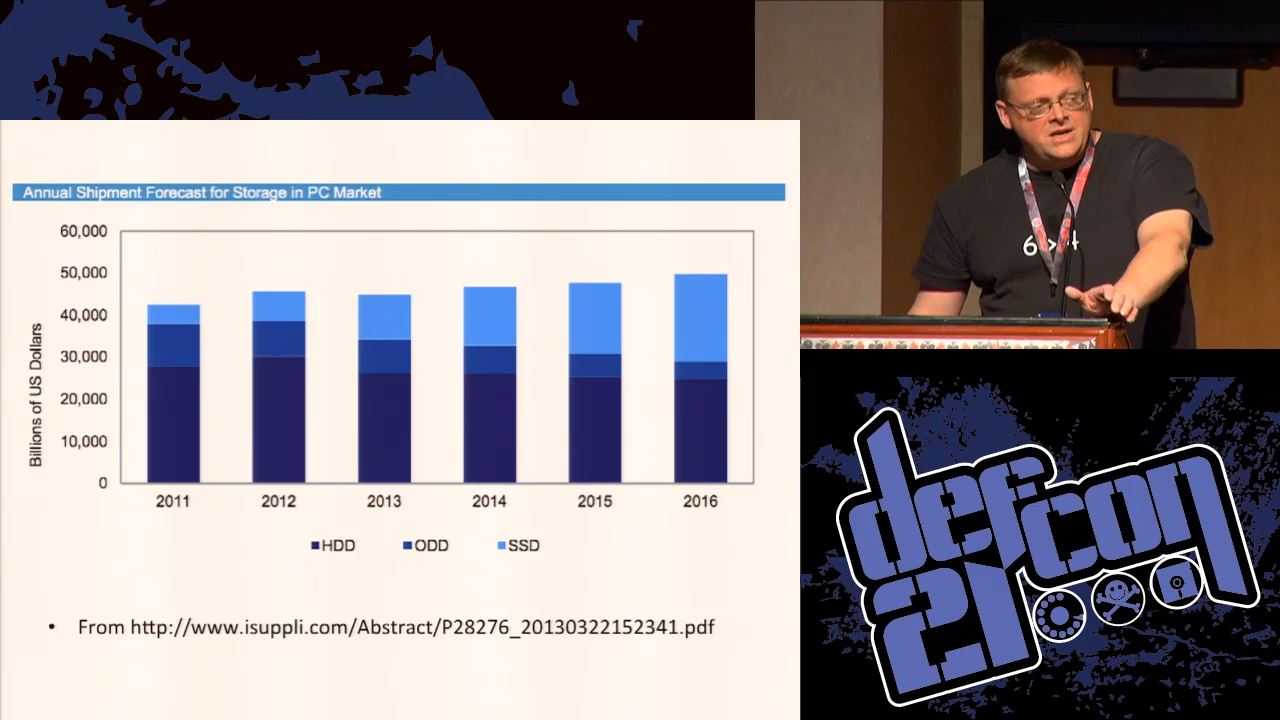 Annual Shipment Forecast for Storage in PC Market
Billions of US Dollars
60,000
50,000
40,000
30,000
20,000
10,000
0
2011 2012 2013 2014 2015 2016
HDD ODD SSD
• From http://www.isuppli.com/Abstract/P28276_20130322152341.pdf
defcon
21